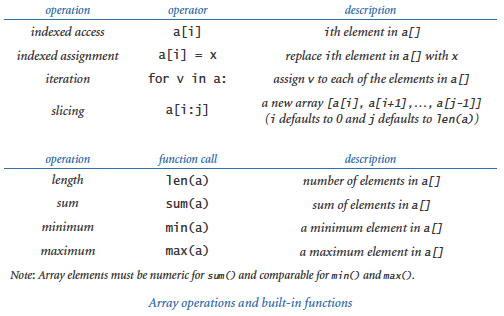 operation operator description
indexed access a[i] ith element in a[]
indexed assignment a[i] = x replace ith element in a[] with x
iteration for v in a: assign v to each of the elements in a[]
slicing a[i:j] a new array [a[i], a[i+1],..., a[j-1]]
(i defaults to 0 and j defaults to len(a))
operation function call description
length len(a) number of elements in a[]
sum sum(a) sum of elements in a[]
minimum min(a) a minimum element in a[]
maximum max(a) a maximum element in a[]
Note: Array elements must be numeric for sum() and comparable for min() and max().
Array operations and built-in functions